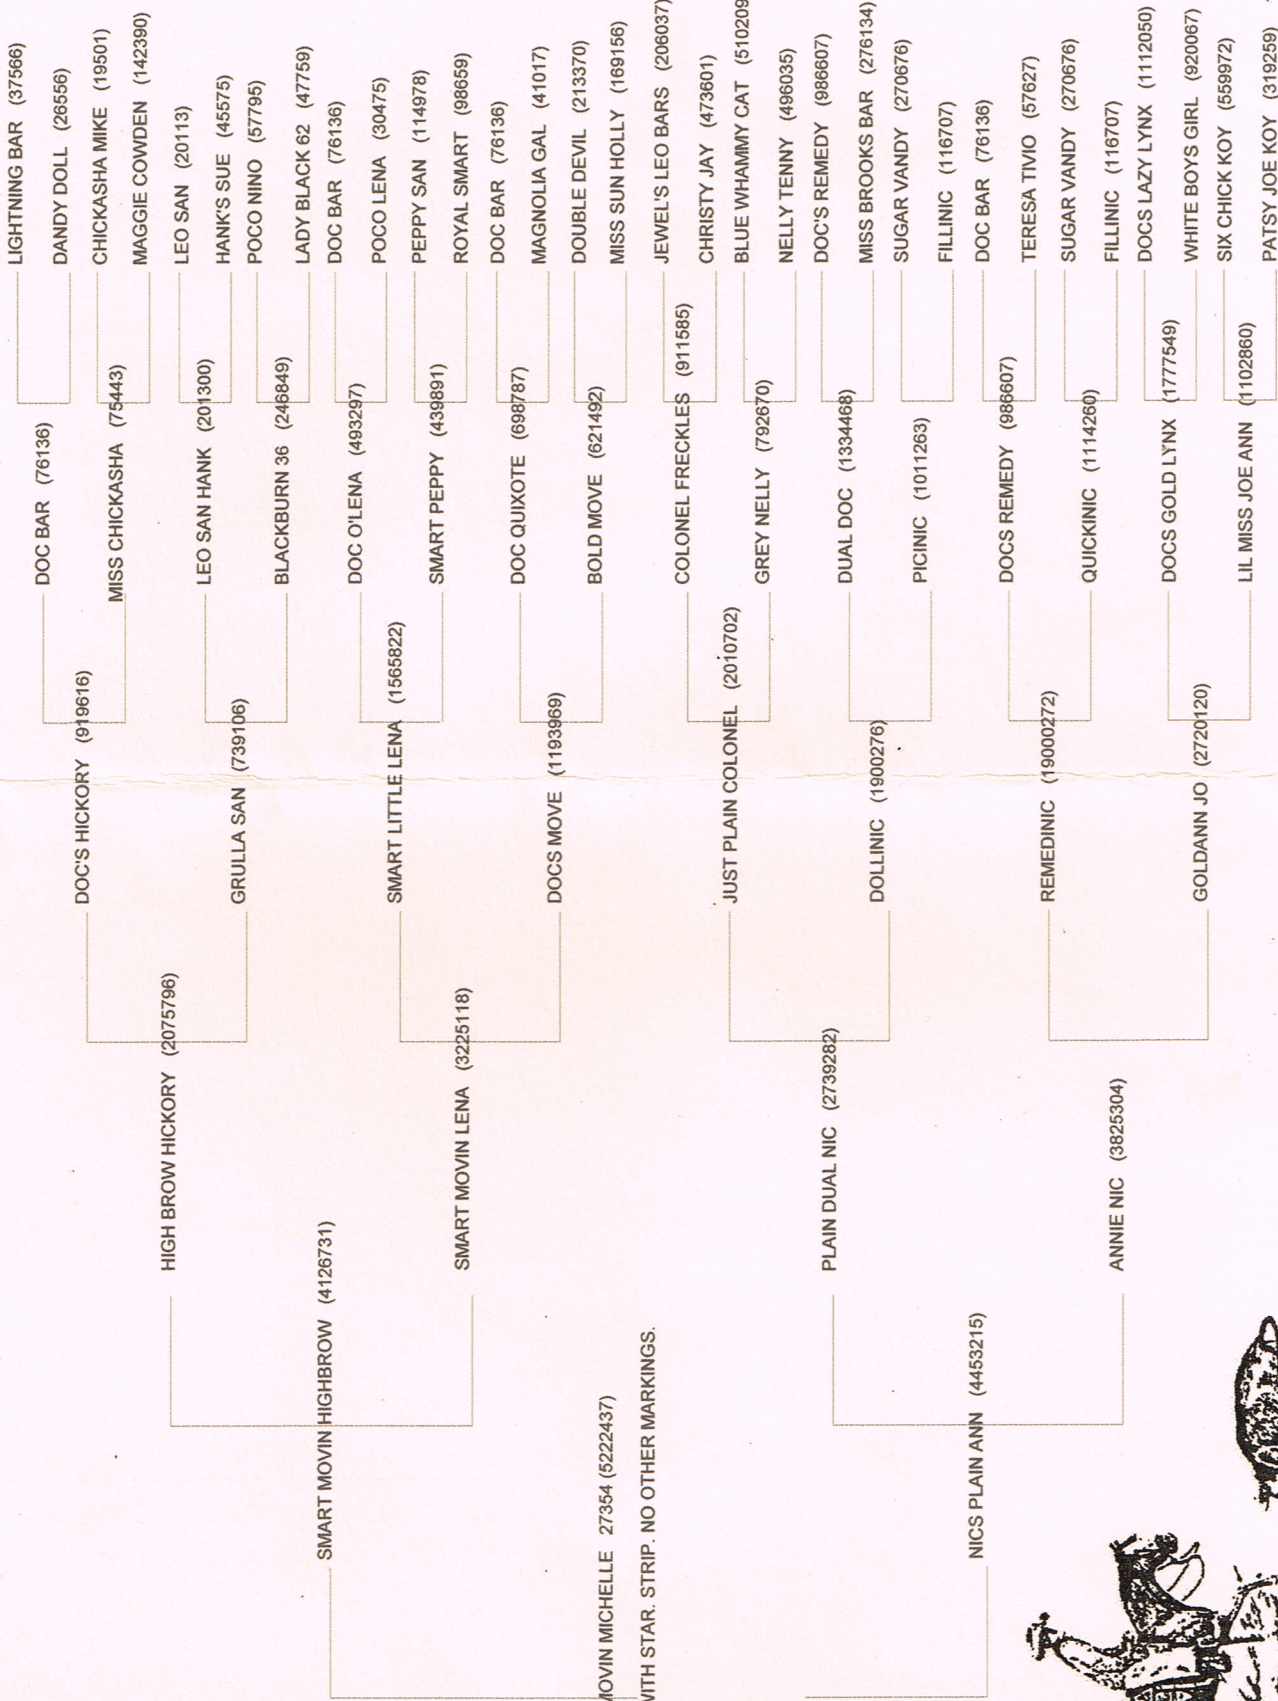 MOVIN MICHELLE 27354 (5222437)
WITH STAR. STRIP. NO OTHER MARKINGS.
SMART MOVIN HIGHBROW (4126731)
NICS PLAIN ANN (4453215)
HIGH BROW HICKORY (2075796)
SMART MOVIN LENA (3225118)
PLAIN DUAL NIC (2739282)
ANNIE NIC (3825304)
DOC'S HICKORY (919616)
GRULLA SAN (739106)
SMART LITTLE LENA (1565822)
DOCS MOVE (1193969)
JUST PLAIN COLONEL (2010702)
DOLLINIC (1900276)
REMEDINIC (19000272)
GOLDANN JO (2720120)
DOC BAR (76136)
MISS CHICKASHA (75443)
LEO SAN HANK (201300)
BLACKBURN 36 (246849)
DOC O'LENA (493297)
SMART PEPPY (439891)
DOC QUIXOTE (698787)
BOLD MOVE (621492)
COLONEL FRECKLES (911585)
GREY NELLY (792670)
DUAL DOC (1334468)
PICINIC (1011263)
DOCS REMEDY (986607)
QUICKINIC (1114260)
DOCS GOLD LYNX (1777549)
LIL MISS JOE ANN (1102860)
LIGHTNING BAR (37566)
DANDY DOLL (26556)
CHICKASHA MIKE (19501)
MAGGIE COWDEN (142390)
LEO SAN (20113)
HANK'S SUE (45575)
POCO NINO (57795)
LADY BLACK 62 (47759)
DOC BAR (76136)
POCO LENA (30475)
PEPPY SAN (114978)
ROYAL SMART (98659)
DOC BAR (76136)
MAGNOLIA GAL (41017)
DOUBLE DEVIL (213370)
MISS SUN HOLLY (169156)
JEWEL'S LEO BARS (206037)
CHRISTY JAY (473601)
BLUE WHAMMY CAT (510209
NELLY TENNY (496035)
DOC'S REMEDY (986607)
MISS BROOKS BAR (276134)
SUGAR VANDY (270676)
FILLINIC (116707)
DOC BAR (76136)
TERESA TIVIO (57627)
SUGAR VANDY (270676)
FILLINIC (116707)
DOCS LAZY LYNX (1112050)
WHITE BOYS GIRL (920067)
SIX CHICK KOY (559972)
PATSY JOE KOY (319259)